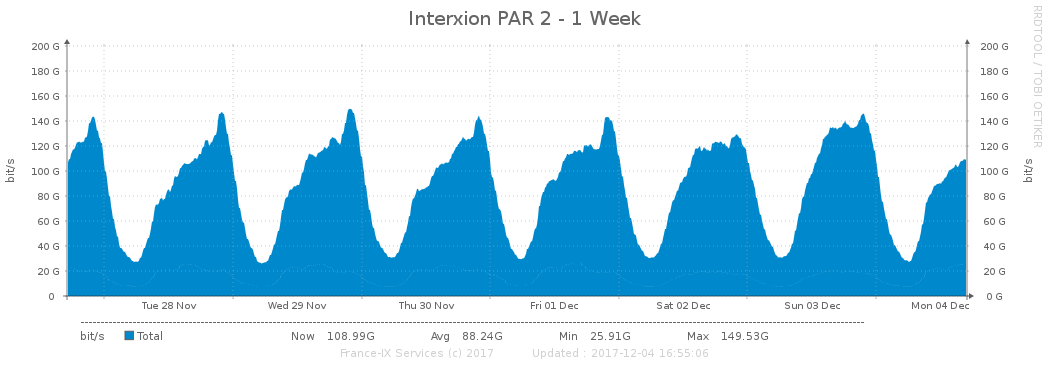 Interxion PAR 2 - 1 Week
RRDTOOL / TOBI OETIKER
200 G 200 G
180 G 180 G
160 G 160 G
140 G 140 G
120 G 120 G
100 G 100 G
80 G 80 G
60 G 60 G
40 G 40 G
20 G 20 G
0 0 G
bit/s bit/s
Tue 28 Nov Wed 29 Nov Thu 30 Nov Fri 01 Dec Sat 02 Dec Sun 03 Dec Mon 04 Dec
bit/s Total Now 108.99G Avg 88.24G Min 25.91G Max 149.53G
France-IX Services (c) 2017 Updated : 2017-12-04 16:55:06